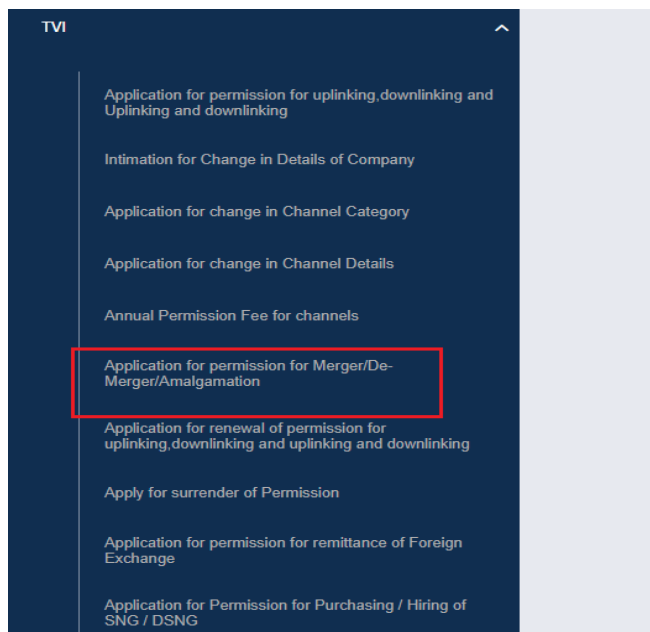 TVI
Application for permission for uplinking,downlinking and
Uplinking and downlinking
Intimation for Change in Details of Company
Application for change in Channel Category
Application for change in Channel Details
Annual Permission Fee for channels
Application for permission for Merger/De-
Merger/Amalgamation
Application for renewal of permission for
uplinking,downlinking and uplinking and downlinking
Apply for surrender of Permission
Application for permission for remittance of Foreign
Exchange
Application for Permission for Purchasing / Hiring of
SNG / DSNG